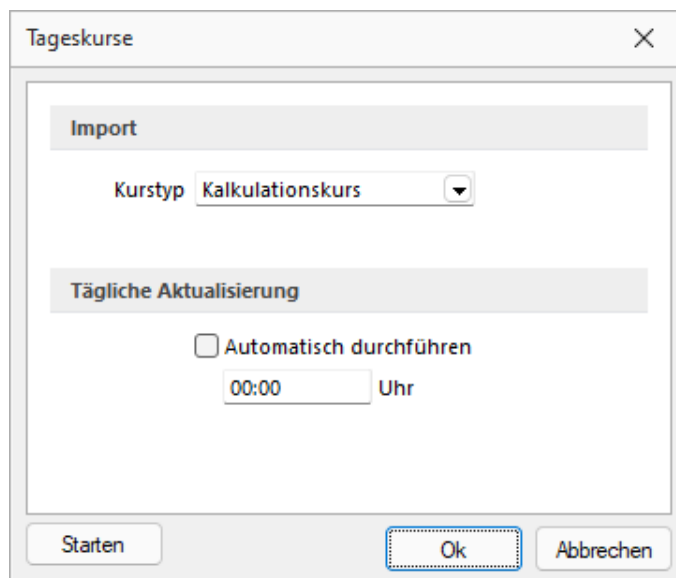 Tageskurse
Import
Kurstyp Kalkulationskurs
Tägliche Aktualisierung
Automatisch durchführen
00:00 Uhr
Starten Ok Abbrechen